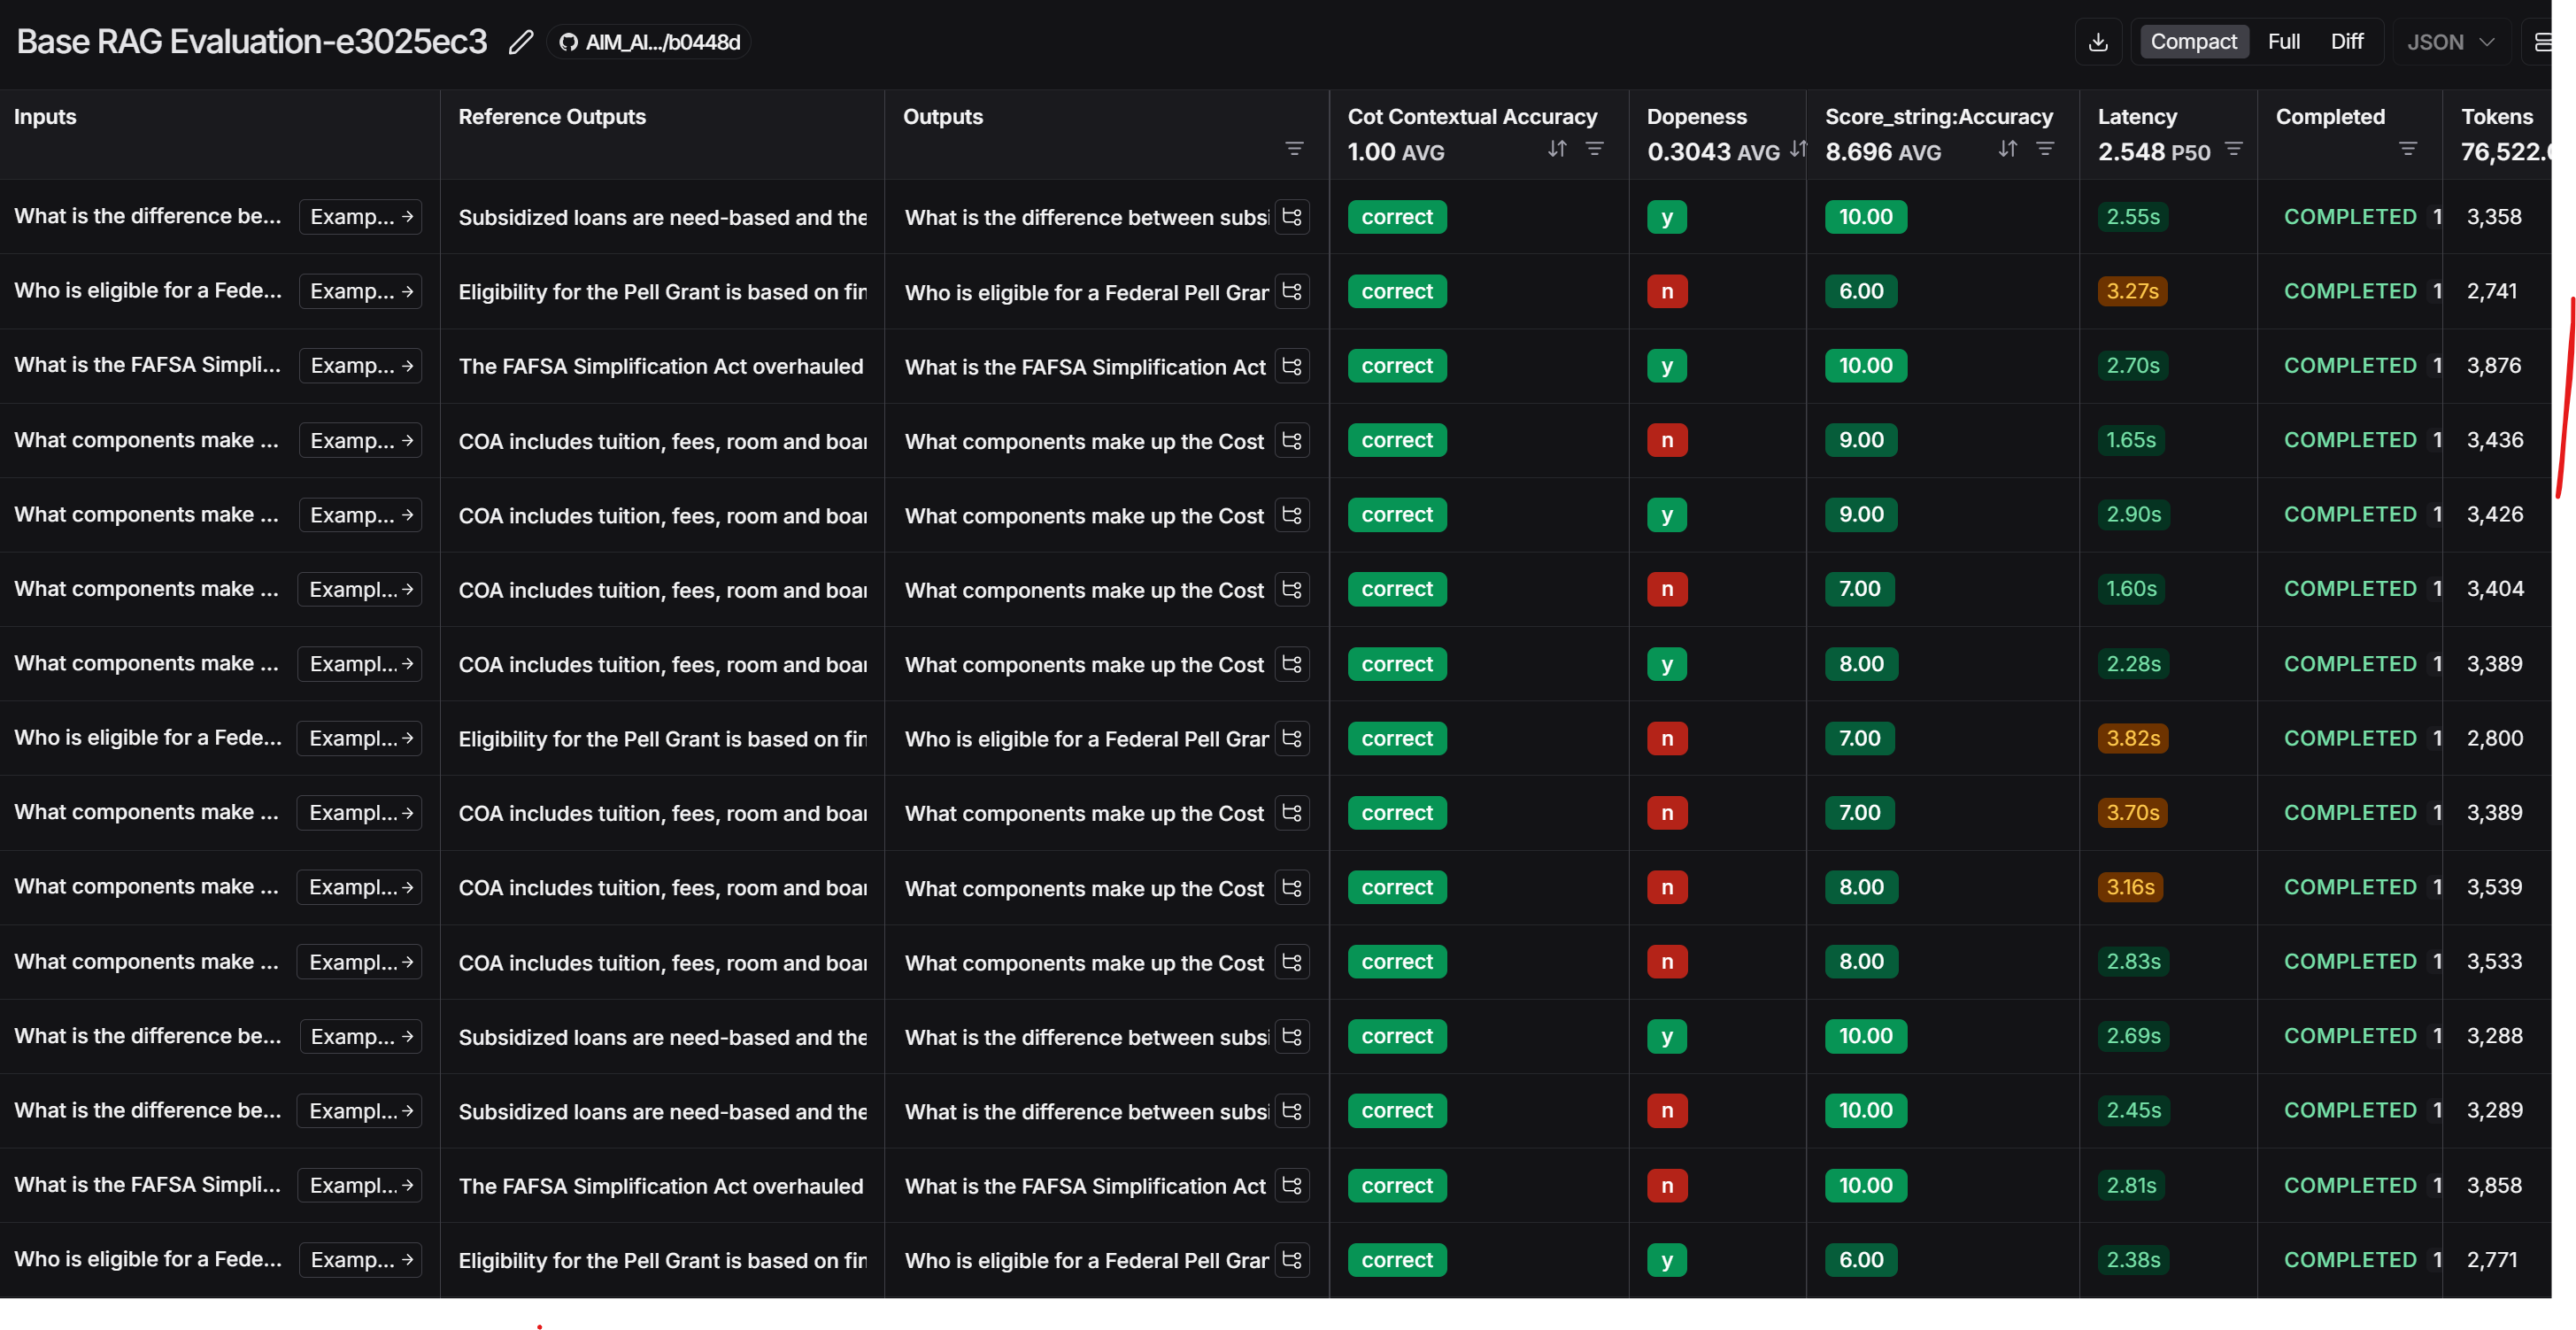 Base RAG Evaluation-e3025ec3 AIM_AI.../b0448d Compact Full Diff JSON
Inputs Reference Outputs Outputs Cot Contextual Accuracy Dopeness Score_string:Accuracy Latency Completed Tokens
1.00 AVG 0.3043 AVG 8.696 AVG 2.548 P50 76,522.
What is the difference be... Examp... → Subsidized loans are need-based and the What is the difference between subsi correct y 10.00 2.55s COMPLETED 1 3,358
Who is eligible for a Fede... Examp... → Eligibility for the Pell Grant is based on fin Who is eligible for a Federal Pell Gran correct n 6.00 3.27s COMPLETED 1 2,741
What is the FAFSA Simpli... Examp... → The FAFSA Simplification Act overhauled What is the FAFSA Simplification Act correct y 10.00 2.70s COMPLETED 1 3,876
What components make ... Examp... → COA includes tuition, fees, room and boar What components make up the Cost correct n 9.00 1.65s COMPLETED 1 3,436
What components make ... Examp... → COA includes tuition, fees, room and boar What components make up the Cost correct y 9.00 2.90s COMPLETED 1 3,426
What components make ... Exampl... → COA includes tuition, fees, room and boar What components make up the Cost correct n 7.00 1.60s COMPLETED 1 3,404
What components make ... Exampl... → COA includes tuition, fees, room and boar What components make up the Cost correct y 8.00 2.28s COMPLETED 1 3,389
Who is eligible for a Fede... Exampl... → Eligibility for the Pell Grant is based on fin Who is eligible for a Federal Pell Gran correct n 7.00 3.82s COMPLETED 1 2,800
What components make ... Exampl... → COA includes tuition, fees, room and boar What components make up the Cost correct n 7.00 3.70s COMPLETED 1 3,389
What components make ... Exampl... → COA includes tuition, fees, room and boar What components make up the Cost correct n 8.00 3.16s COMPLETED 1 3,539
What components make ... Exampl... → COA includes tuition, fees, room and boar What components make up the Cost correct n 8.00 2.83s COMPLETED 1 3,533
What is the difference be... Examp... → Subsidized loans are need-based and the What is the difference between subsi correct y 10.00 2.69s COMPLETED 1 3,288
What is the difference be... Exampl... → Subsidized loans are need-based and the What is the difference between subsi correct n 10.00 2.45s COMPLETED 1 3,289
What is the FAFSA Simpli... Exampl... → The FAFSA Simplification Act overhauled What is the FAFSA Simplification Act correct n 10.00 2.81s COMPLETED 1 3,858
Who is eligible for a Fede... Examp... → Eligibility for the Pell Grant is based on fin Who is eligible for a Federal Pell Gran correct y 6.00 2.38s COMPLETED 1 2,771